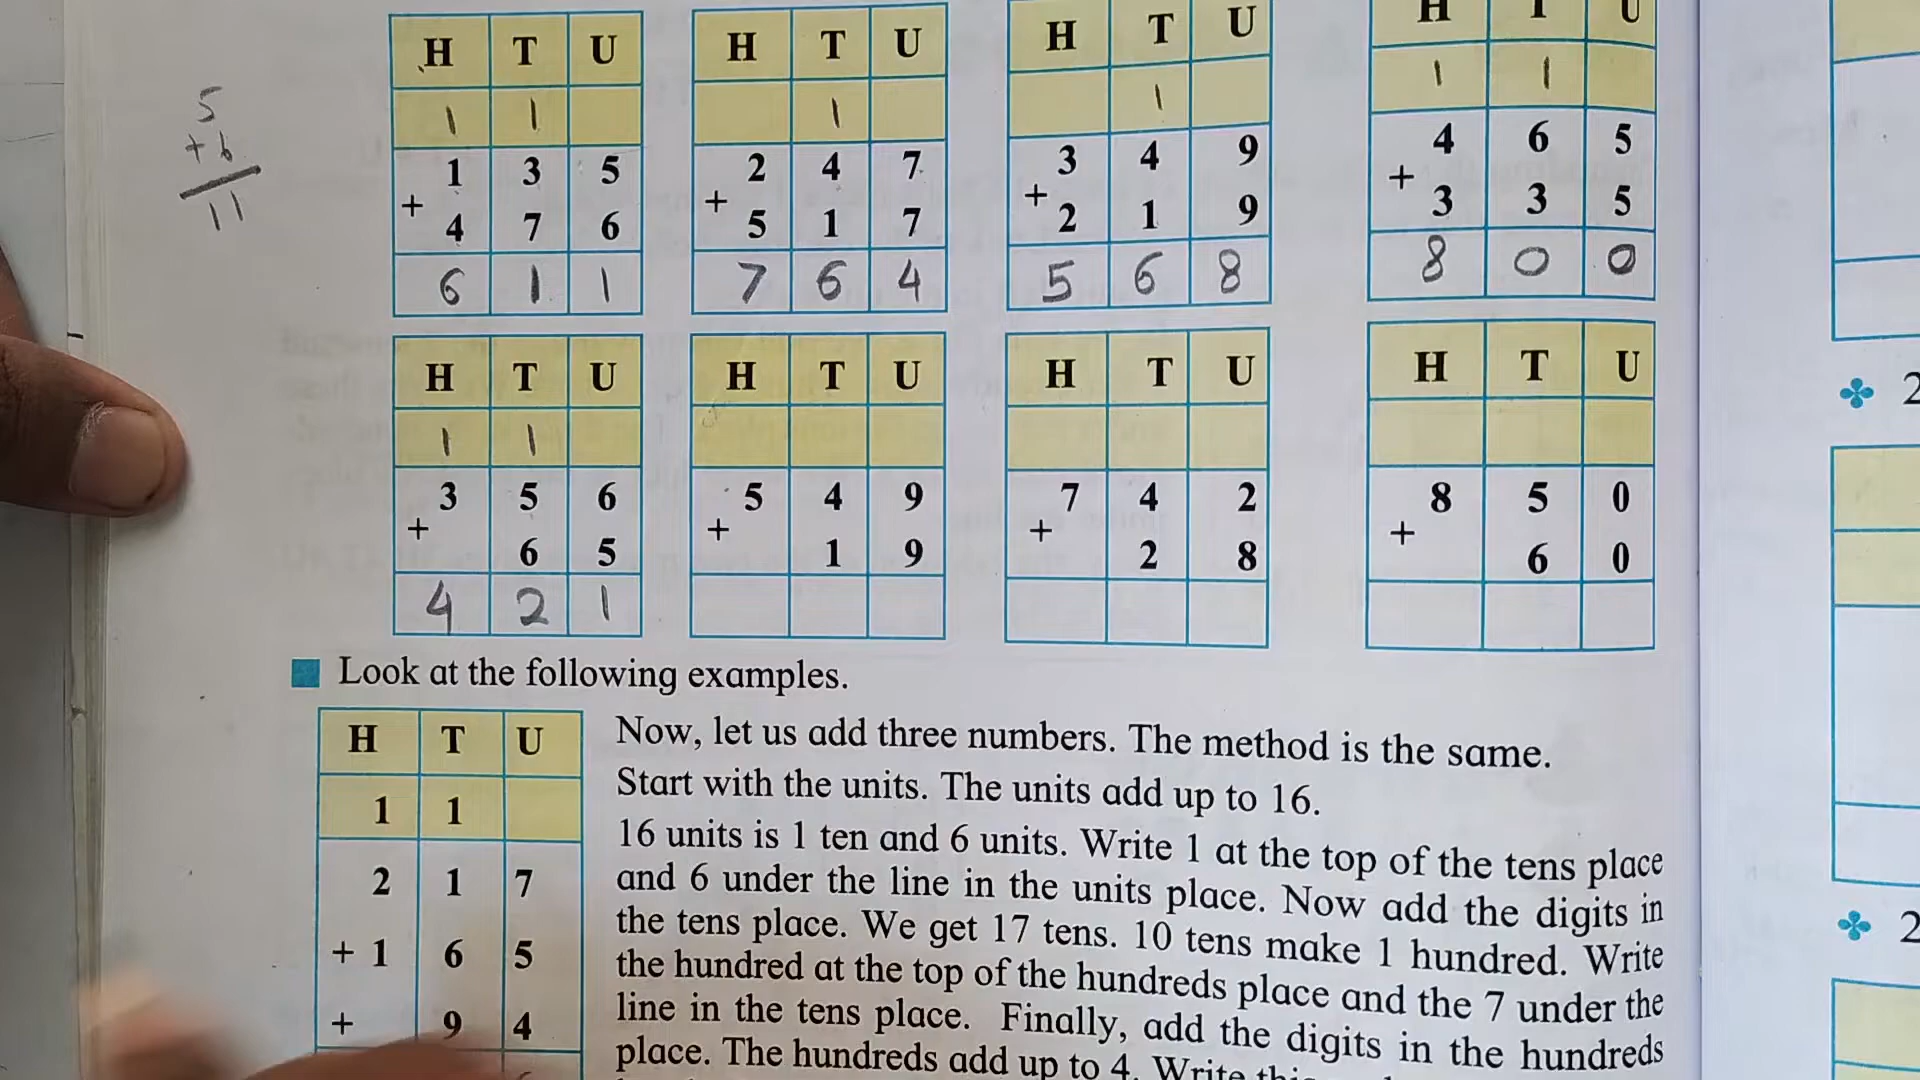 H T U
1 1
1 3 5
+ 4 7 6
6 1 1
H T U
1
2 4 7
+ 5 1 7
7 6 4
H T U
1
3 4 9
+ 2 1 9
5 6 8
H T U
1 1
4 6 5
+ 3 3 5
8 0 0
5
+ 6
11
H T U
1 1
3 5 6
+ 6 5
4 2 1
H T U
5 4 9
+ 1 9
H T U
7 4 2
+ 2 8
H T U
8 5 0
+ 6 0
Look at the following examples.
H T U
1 1
2 1 7
+ 1 6 5
+ 9 4
Now, let us add three numbers. The method is the same.
Start with the units. The units add up to 16.
16 units is 1 ten and 6 units. Write 1 at the top of the tens place
and 6 under the line in the units place. Now add the digits in
the tens place. We get 17 tens. 10 tens make 1 hundred. Write
the hundred at the top of the hundreds place and the 7 under the
line in the tens place. Finally, add the digits in the hundreds
place. The hundreds add up to 4. Write
2
2